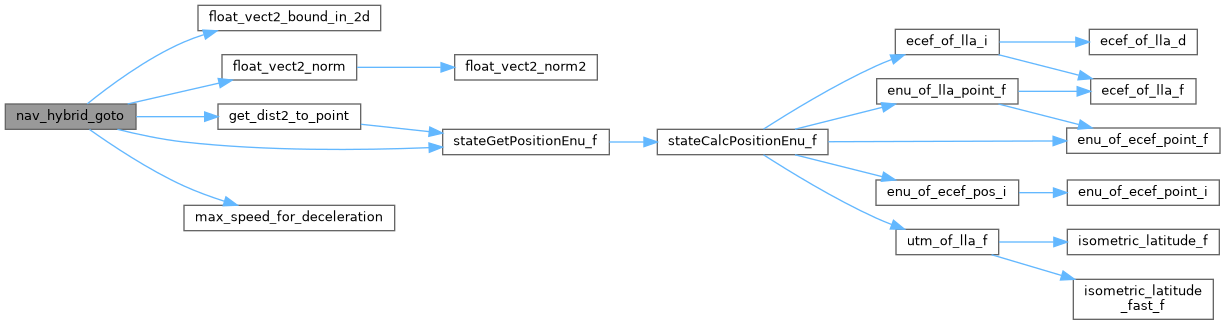 float_vect2_bound_in_2d
ecef_of_lla_i
ecef_of_lla_d
float_vect2_norm
float_vect2_norm2
enu_of_lla_point_f
ecef_of_lla_f
nav_hybrid_goto
get_dist2_to_point
stateGetPositionEnu_f
stateCalcPositionEnu_f
enu_of_ecef_point_f
enu_of_ecef_pos_i
enu_of_ecef_point_i
max_speed_for_deceleration
utm_of_lla_f
isometric_latitude_f
isometric_latitude
_fast_f